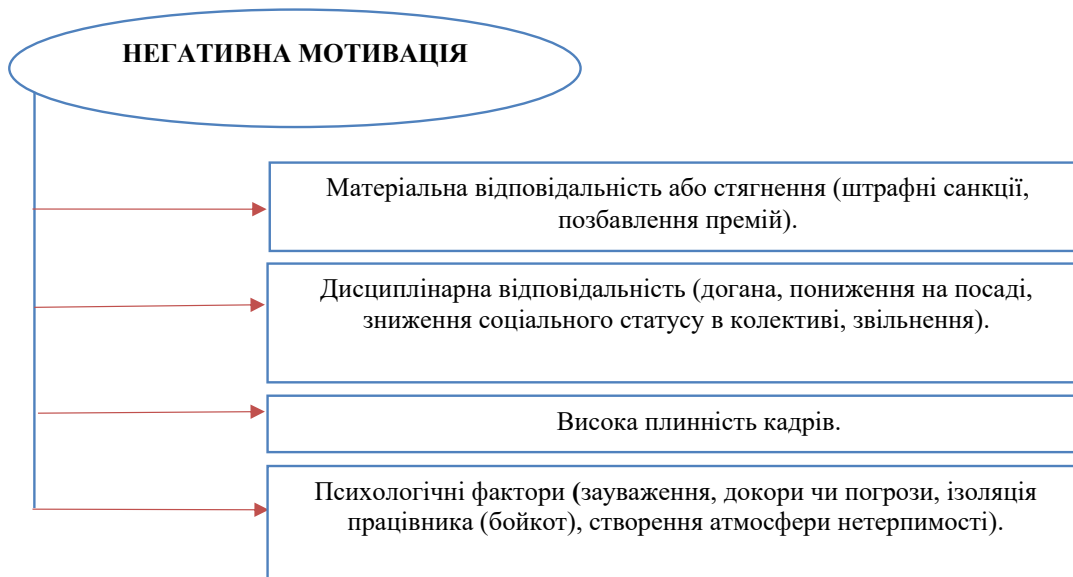 НЕГАТИВНА МОТИВАЦІЯ
Матеріальна відповідальність або стягнення (штрафні санкції,
позбавлення премій).
Дисциплінарна відповідальність (догана, пониження на посаді,
зниження соціального статусу в колективі, звільнення).
Висока плинність кадрів.
Психологічні фактори (зауваження, докори чи погрози, ізоляція
працівника (бойкот), створення атмосфери нетерпимості).